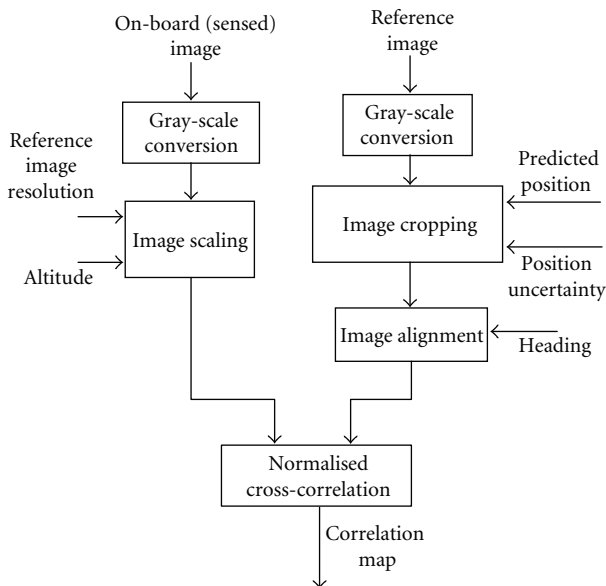 On-board (sensed)
image
Reference
image
Gray-scale
conversion
Gray-scale
conversion
Reference
image
resolution
Predicted
position
Image scaling
Image cropping
Altitude
Position
uncertainty
Image alignment
Heading
Normalised
cross-correlation
Correlation
map